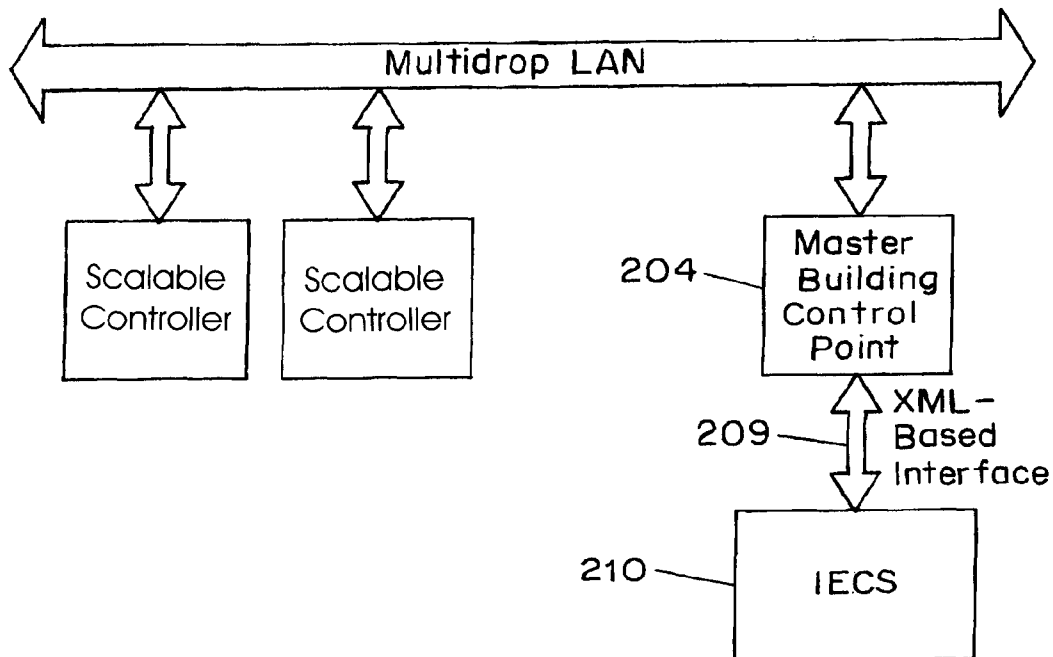 Multidrop LAN
Scalable
Controller
Scalable
Controller
204
Master
Building
Control
Point
209
XML-
Based
Interface
210
IECS